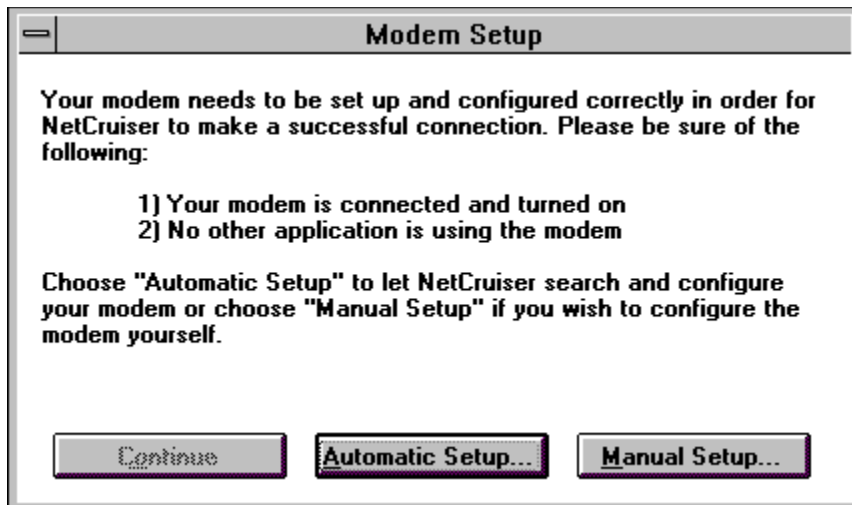 Modem Setup
Your modem needs to be set up and configured correctly in order for
NetCruiser to make a successful connection. Please be sure of the
following:
1) Your modem is connected and turned on
2) No other application is using the modem
Choose "Automatic Setup" to let NetCruiser search and configure
your modem or choose "Manual Setup" if you wish to configure the
modem yourself.
Continue
Automatic Setup...
Manual Setup...